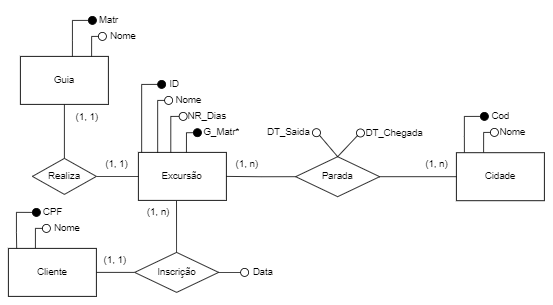 Matr
Nome
Guia
(1, 1)
ID
Nome
NR_Dias
G_Matr*
DT_Saida
DT_Chegada
Cod
Nome
Realiza
(1, 1)
Excursão
(1, n)
Parada
(1, n)
Cidade
(1, n)
CPF
Nome
Cliente
(1, 1)
Inscrição
Data